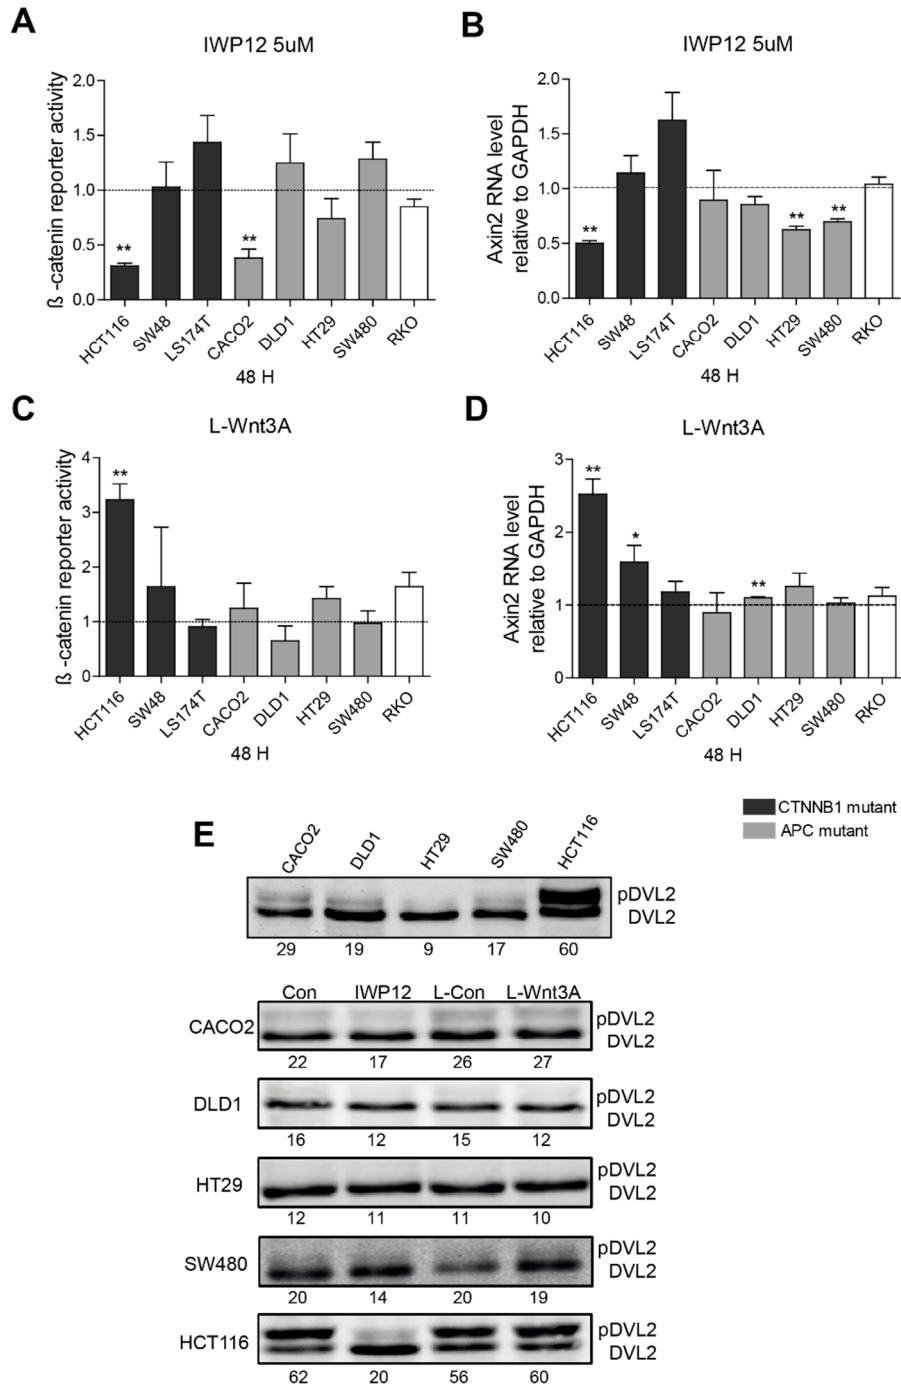 A
IWP12 5uM
ß -catenin reporter activity
2.0
1.5
1.0
0.5
0.0
**
**
HCT116
SW48
LS174T
CACO2
DLD1
HT29
SW480
RKO
48 H
B
IWP12 5uM
Axin2 RNA level
relative to GAPDH
2.0
1.5
1.0
0.5
0.0
**
**
**
HCT116
SW48
LS174T
CACO2
DLD1
HT29
SW480
RKO
48 H
C
L-Wnt3A
ß -catenin reporter activity
4
3
2
1
0
**
HCT116
SW48
LS174T
CACO2
DLD1
HT29
SW480
RKO
48 H
D
L-Wnt3A
Axin2 RNA level
relative to GAPDH
3
2
1
0
**
*
**
HCT116
SW48
LS174T
CACO2
DLD1
HT29
SW480
RKO
48 H
CTNNB1 mutant
APC mutant
E
CACO2 DLD1 HT29 SW480 HCT116
pDVL2
DVL2
29 19 9 17 60
Con IWP12 L-Con L-Wnt3A
CACO2
pDVL2
DVL2
22 17 26 27
DLD1
pDVL2
DVL2
16 12 15 12
HT29
pDVL2
DVL2
12 11 11 10
SW480
pDVL2
DVL2
20 14 20 19
HCT116
pDVL2
DVL2
62 20 56 60